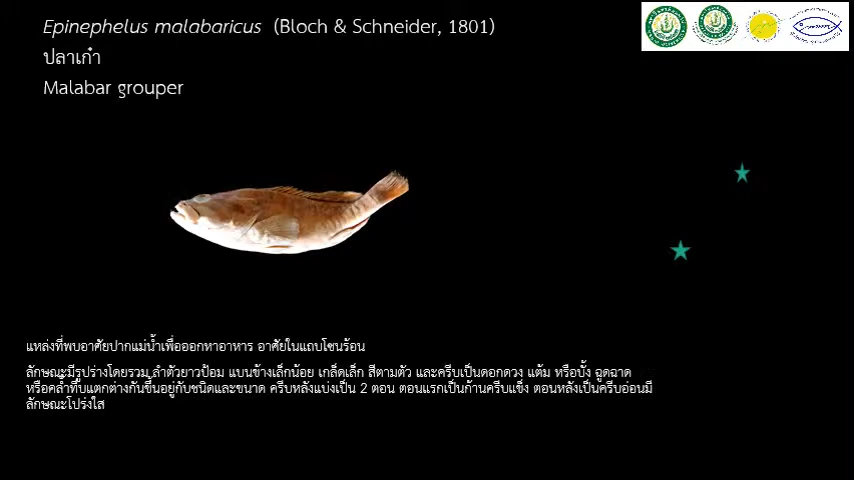 Epinephelus malabaricus (Bloch & Schneider, 1801)
ปลาเก๋า
Malabar grouper
แหล่งที่พบอาศัยปากแม่น้ำเพื่อออกหาอาหาร อาศัยในแถบโซนร้อน
ลักษณะมีรูปร่างโดยรวม ลำตัวยาวป้อม แบนข้างเล็กน้อย เกล็ดเล็ก สีตามตัว และครีบเป็นดอกดวง แต้ม หรือบั้ง ฉูดฉาด
หรือคล้ำทึบแตกต่างกันขึ้นอยู่กับชนิดและขนาด ครีบหลังแบ่งเป็น 2 ตอน ตอนแรกเป็นก้านครีบแข็ง ตอนหลังเป็นครีบอ่อนมี
ลักษณะโปร่งใส